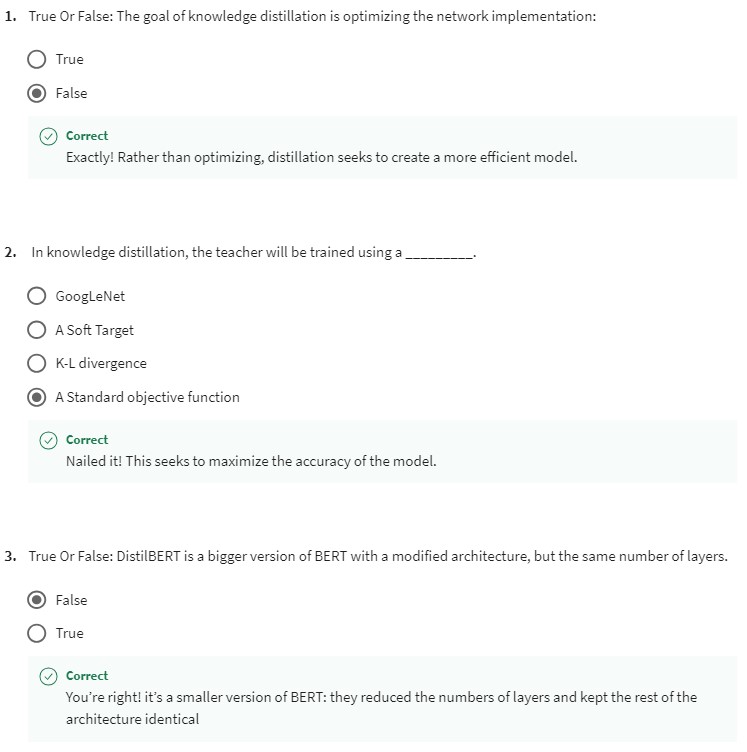 1. True Or False: The goal of knowledge distillation is optimizing the network implementation:
True
False
Correct
Exactly! Rather than optimizing, distillation seeks to create a more efficient model.
2. In knowledge distillation, the teacher will be trained using a _________.
GoogLeNet
A Soft Target
K-L divergence
A Standard objective function
Correct
Nailed it! This seeks to maximize the accuracy of the model.
3. True Or False: DistilBERT is a bigger version of BERT with a modified architecture, but the same number of layers.
False
True
Correct
You're right! it's a smaller version of BERT: they reduced the numbers of layers and kept the rest of the
architecture identical